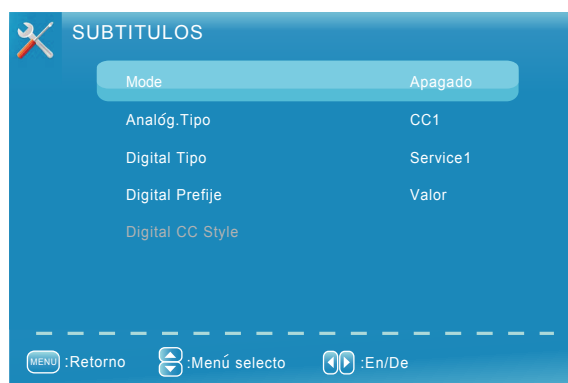 SUBTITULOS
Mode Apagado
Analóg.Tipo CC1
Digital Tipo Service1
Digital Prefije Valor
Digital CC Style
MENU :Retorno :Menú selecto :En/De